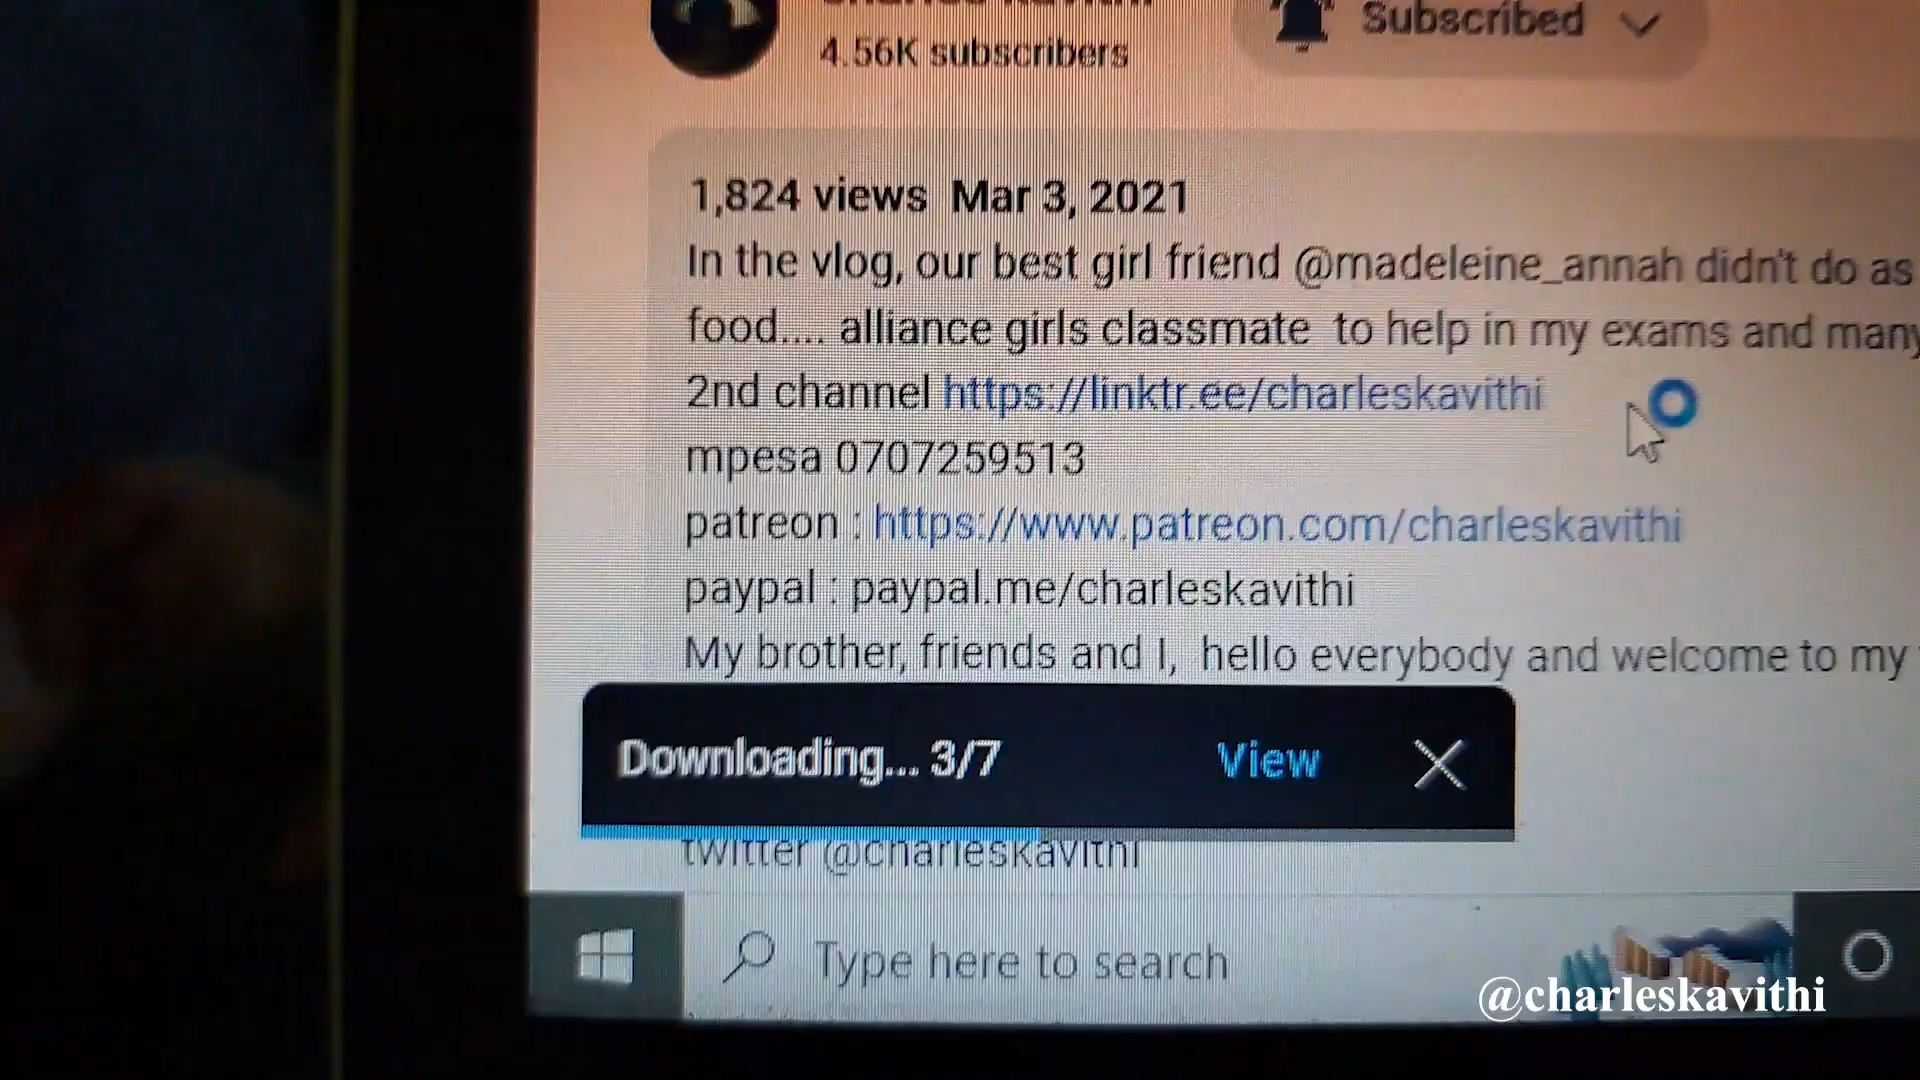 4.56K subscribers
Subscribed
1,824 views Mar 3, 2021
In the vlog, our best girl friend @madeleine_annah didn't do as
food.... alliance girls classmate to help in my exams and many
2nd channel https://linktr.ee/charleskavithi
mpesa 0707259513
patreon : https://www.patreon.com/charleskavithi
paypal : paypal.me/charleskavithi
My brother, friends and I, hello everybody and welcome to my
Downloading... 3/7 View
twitter @charleskavithi
Type here to search
@charleskavithi